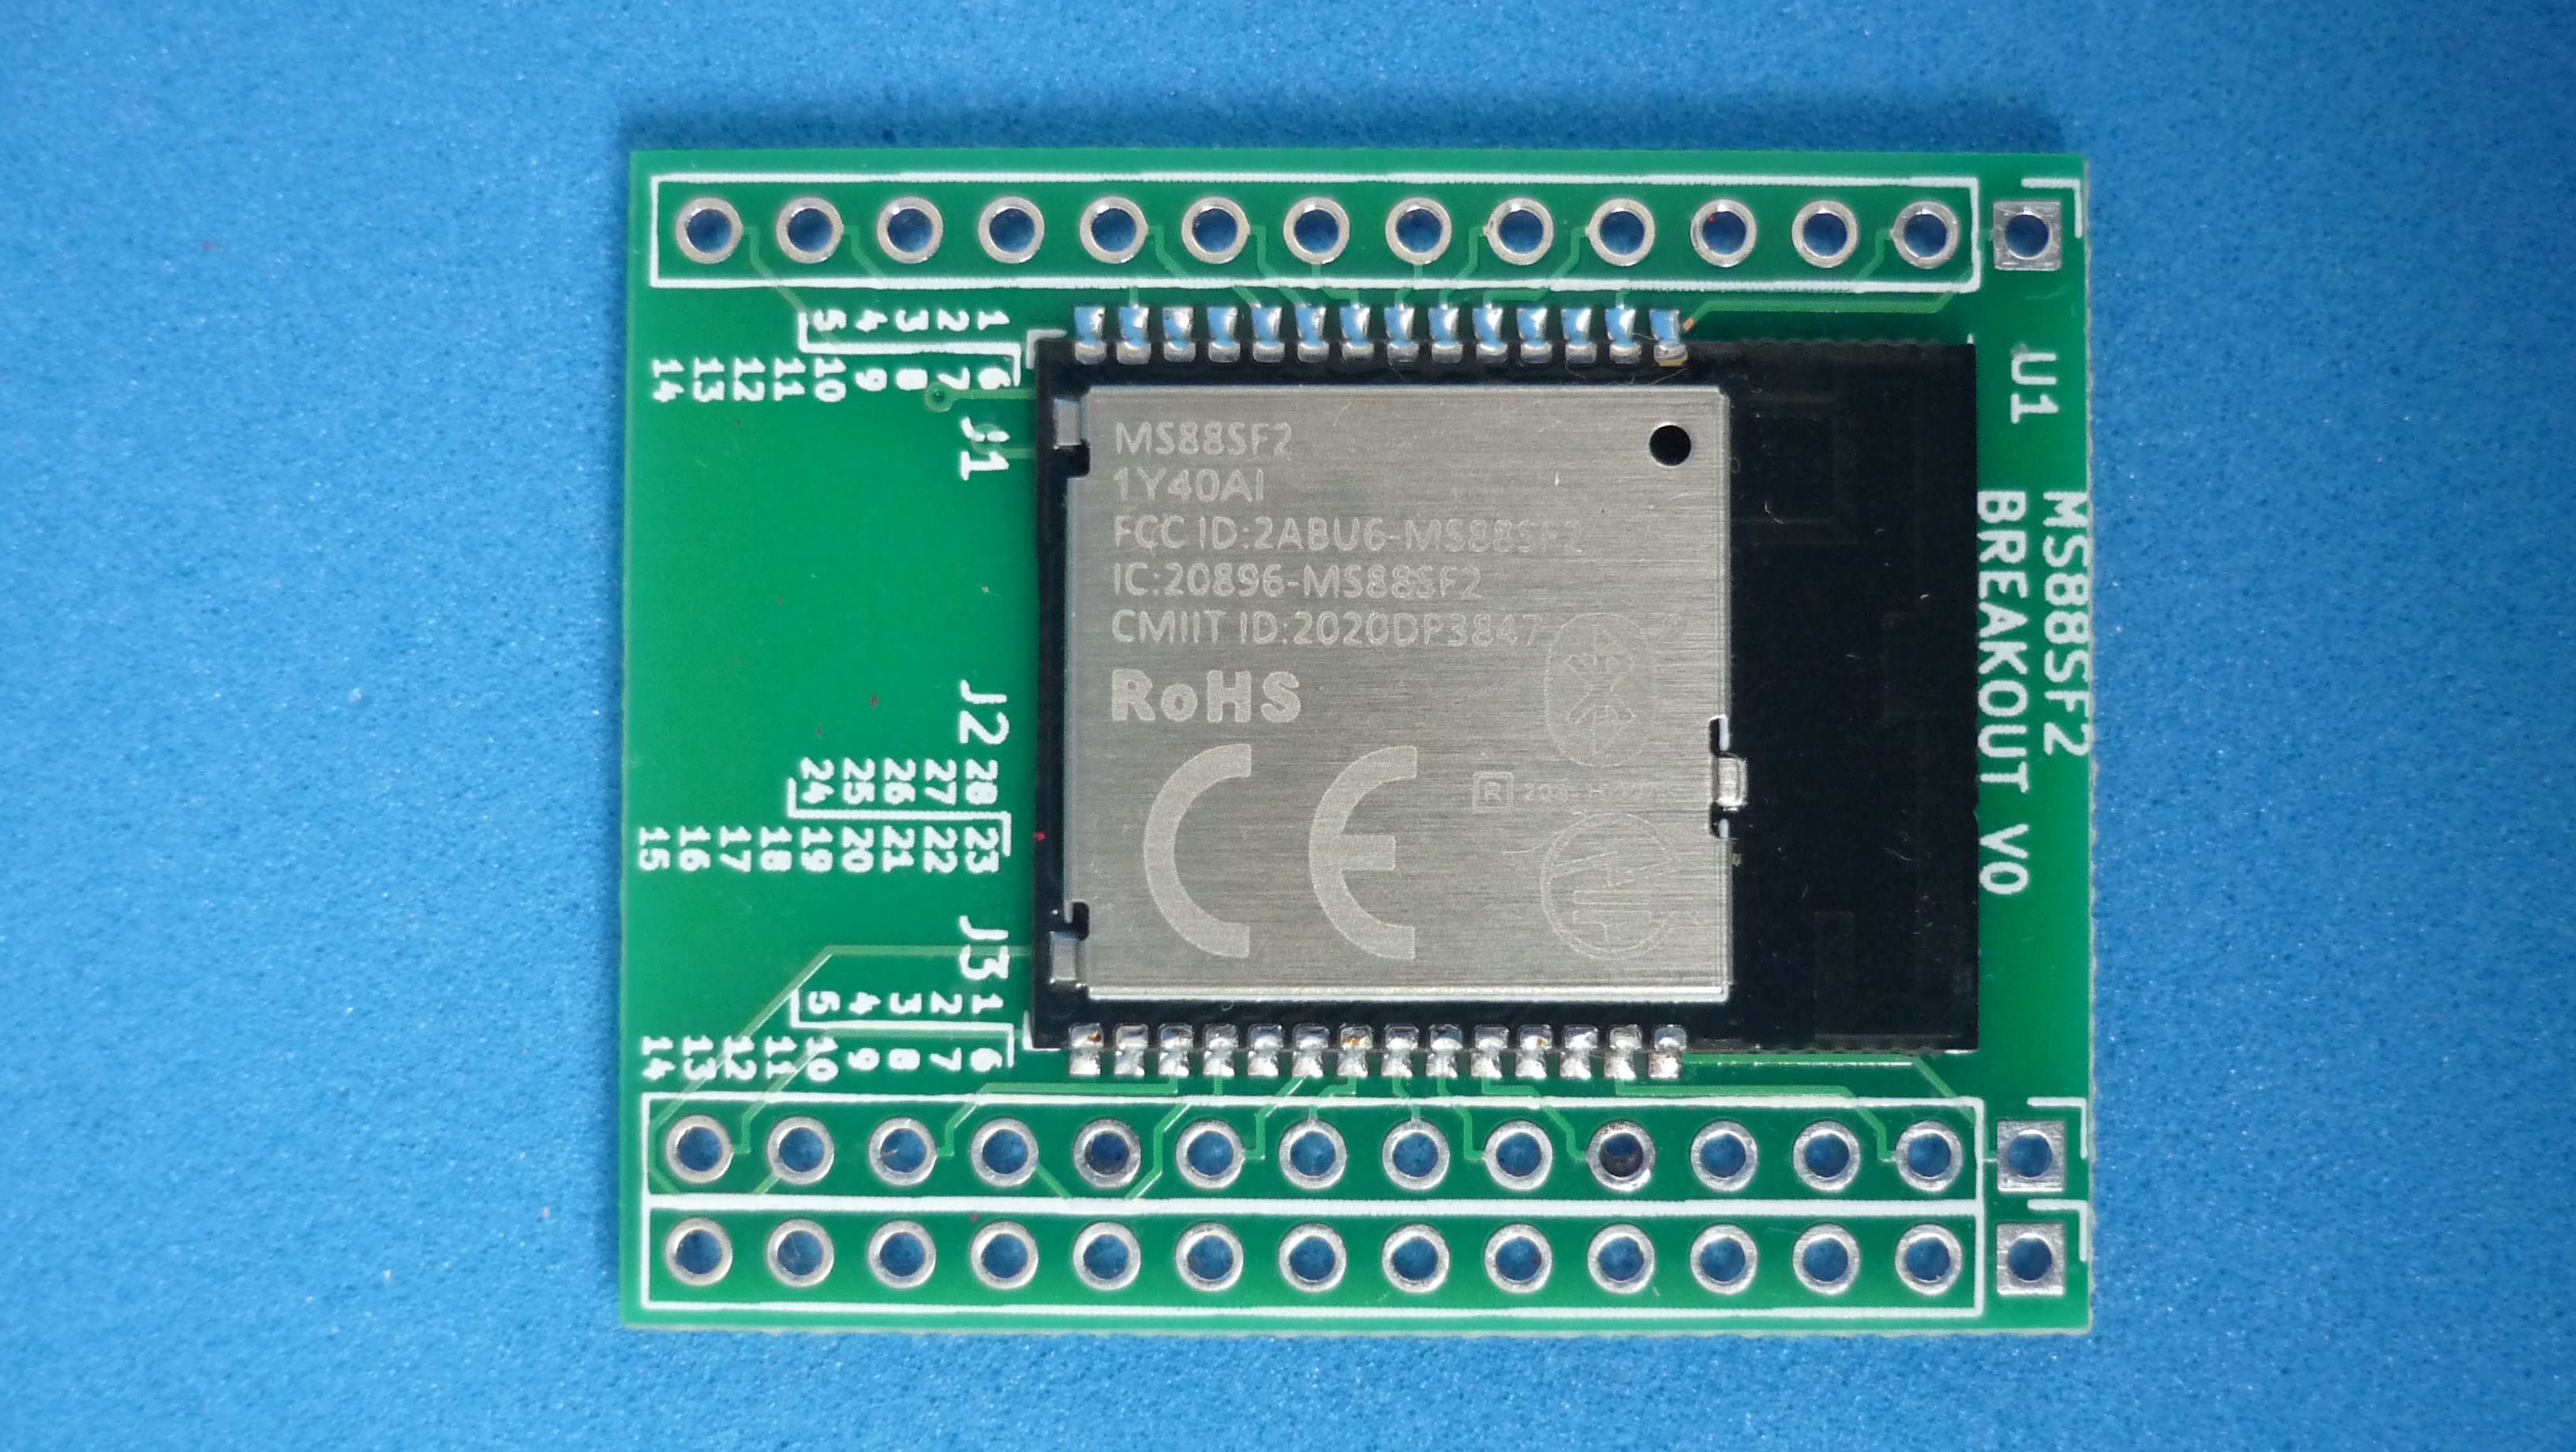 MS88SF2
1Y40AI
FCC ID:2ABU6-MS88SF2
IC:20896-MS88SF2
CMIIT ID:2020DP3847
RoHS
CE
R
U1
MS88SF2
BREAKOUT V0
J1
1 2 3 4 5
6 7 8 9 10 11 12 13 14
J2
28 27 26 25 24
23 22 21 20 19 18 17 16 15
J3
1 2 3 4 5
6 7 8 9 10 11 12 13 14